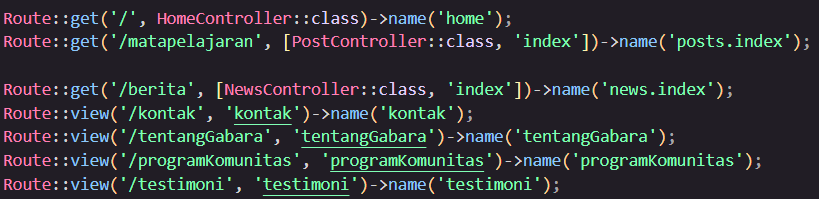 Route::get('/', HomeController::class)->name('home');
Route::get('/matapelajaran', [PostController::class, 'index'])->name('posts.index');
Route::get('/berita', [NewsController::class, 'index'])->name('news.index');
Route::view('/kontak', 'kontak')->name('kontak');
Route::view('/tentangGabara', 'tentangGabara')->name('tentangGabara');
Route::view('/programKomunitas', 'programKomunitas')->name('programKomunitas');
Route::view('/testimoni', 'testimoni')->name('testimoni');